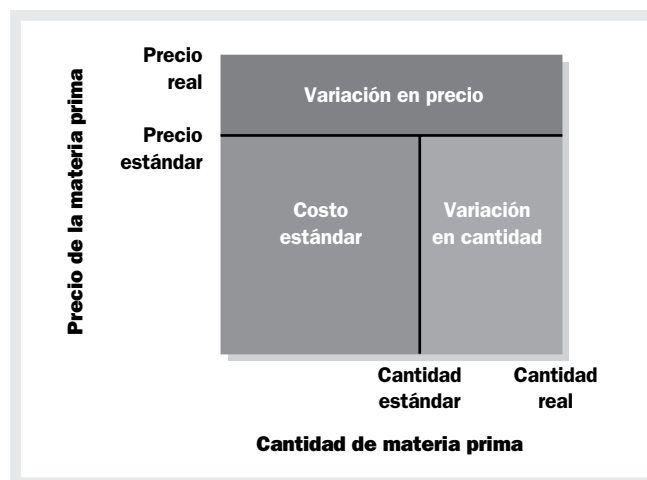 Precio
real
Variación en precio
Precio
estándar
Precio de la materia prima
Costo
estándar
Variación
en cantidad
Cantidad
estándar
Cantidad
real
Cantidad de materia prima